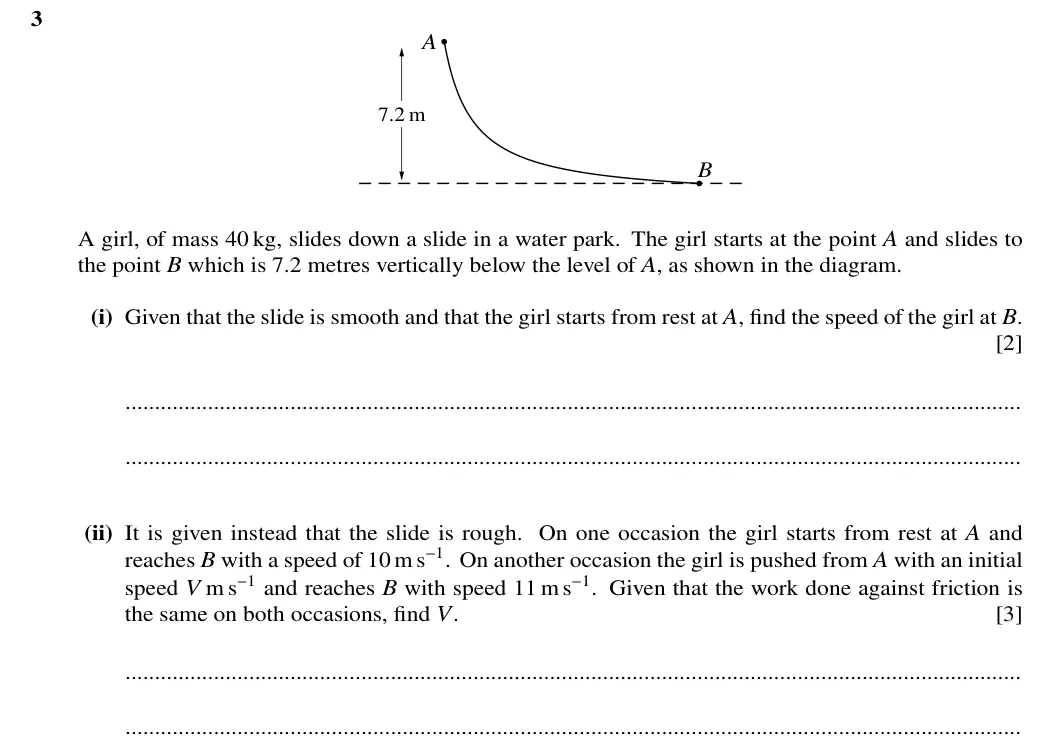 3
A
7.2 m
B
A girl, of mass 40 kg, slides down a slide in a water park. The girl starts at the point A and slides to
the point B which is 7.2 metres vertically below the level of A, as shown in the diagram.
(i) Given that the slide is smooth and that the girl starts from rest at A, find the speed of the girl at B.
[2]
(ii) It is given instead that the slide is rough. On one occasion the girl starts from rest at A and
reaches B with a speed of 10 m s⁻¹. On another occasion the girl is pushed from A with an initial
speed V m s⁻¹ and reaches B with speed 11 m s⁻¹. Given that the work done against friction is
the same on both occasions, find V. [3]